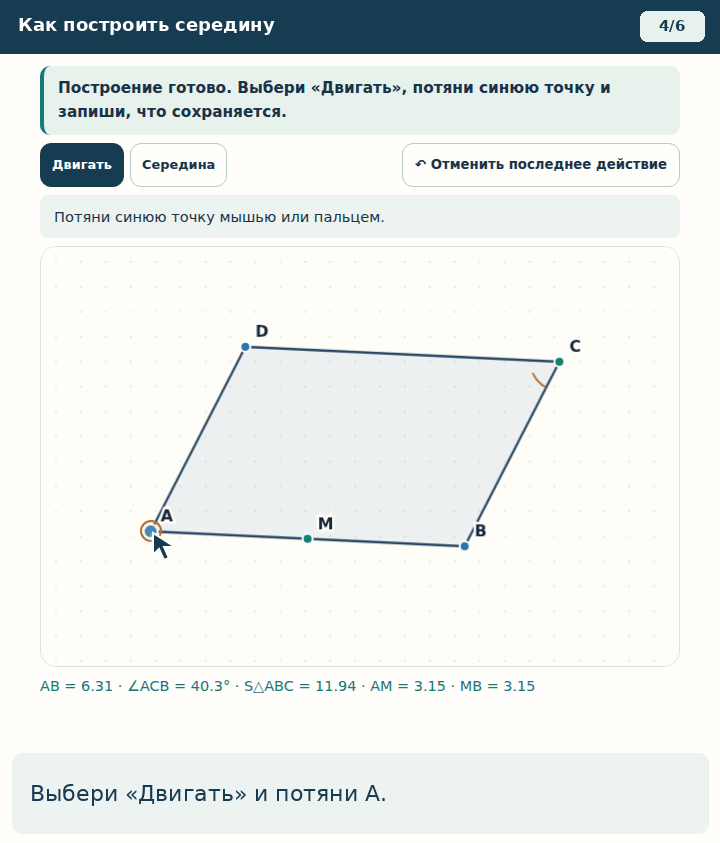 Как построить середину
4/6
Построение готово. Выбери «Двигать», потяни синюю точку и
запиши, что сохраняется.
Двигать
Середина
↶ Отменить последнее действие
Потяни синюю точку мышью или пальцем.
D
C
A
M
B
AB = 6.31 · ∠ACB = 40.3° · S△ABC = 11.94 · AM = 3.15 · MB = 3.15
Выбери «Двигать» и потяни A.